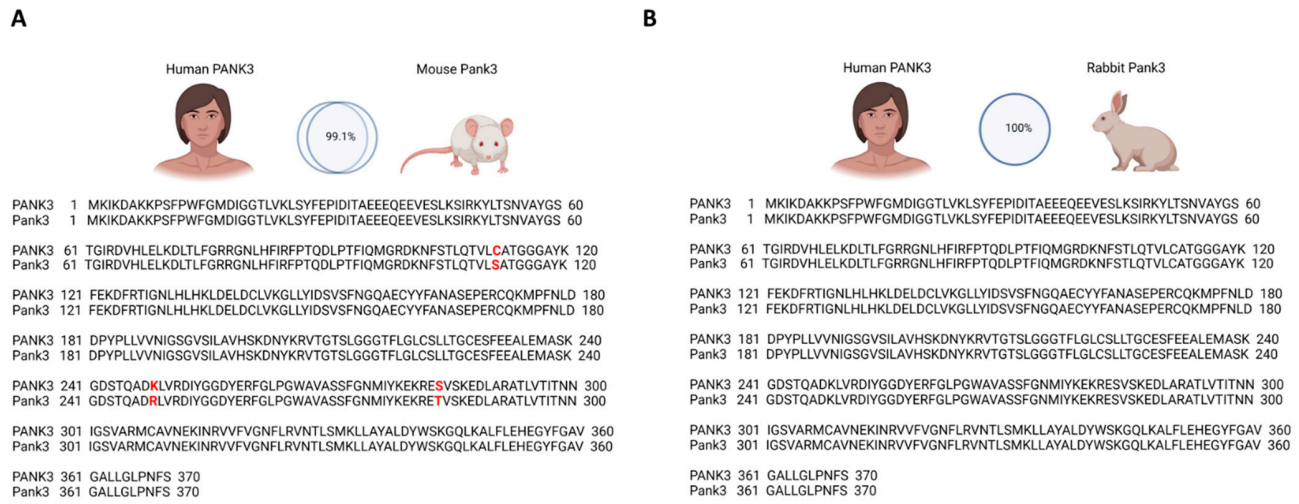 A
Human PANK3
Mouse Pank3
99.1%
PANK3 1 MKIKDAKKPSFPWFGMDIGGTLVKLSYFEPIDITAEEEQEEVESLKSIRKYLTSNVAYGS 60
Pank3 1 MKIKDAKKPSFPWFGMDIGGTLVKLSYFEPIDITAEEEQEEVESLKSIRKYLTSNVAYGS 60
PANK3 61 TGIRDVHLELKDLTLFGRRGNLHFIRFPTQDLPTFIQMGRDKNFSTLQTVLCATGGGAYK 120
Pank3 61 TGIRDVHLELKDLTLFGRRGNLHFIRFPTQDLPTFIQMGRDKNFSTLQTVLSATGGGAYK 120
PANK3 121 FEKDFRTIGNLHLHKLDELDCLVKGLLYIDSVSFNGQAECYYFANASEPERCQKMPFNLD 180
Pank3 121 FEKDFRTIGNLHLHKLDELDCLVKGLLYIDSVSFNGQAECYYFANASEPERCQKMPFNLD 180
PANK3 181 DPYPLLVVNIGSGVSILAVHSKDNYKRVTGTSLGGGTFLGLCSLLTGCESFEEALEMASK 240
Pank3 181 DPYPLLVVNIGSGVSILAVHSKDNYKRVTGTSLGGGTFLGLCSLLTGCESFEEALEMASK 240
PANK3 241 GDSTQADKLVRDIYGGDYERFGLPGWAVASSFGNMIYKEKRESVSKEDLARATLVTITNN 300
Pank3 241 GDSTQADRLVRDIYGGDYERFGLPGWAVASSFGNMIYKEKRETVSKEDLARATLVTITNN 300
PANK3 301 IGSVARMCAVNEKINRVVFVGNFLRVNTLSMKLLAYALDYWSKGQLKALFLEHEGYFGAV 360
Pank3 301 IGSVARMCAVNEKINRVVFVGNFLRVNTLSMKLLAYALDYWSKGQLKALFLEHEGYFGAV 360
PANK3 361 GALLGLPNFS 370
Pank3 361 GALLGLPNFS 370
B
Human PANK3
Rabbit Pank3
100%
PANK3 1 MKIKDAKKPSFPWFGMDIGGTLVKLSYFEPIDITAEEEQEEVESLKSIRKYLTSNVAYGS 60
Pank3 1 MKIKDAKKPSFPWFGMDIGGTLVKLSYFEPIDITAEEEQEEVESLKSIRKYLTSNVAYGS 60
PANK3 61 TGIRDVHLELKDLTLFGRRGNLHFIRFPTQDLPTFIQMGRDKNFSTLQTVLCATGGGAYK 120
Pank3 61 TGIRDVHLELKDLTLFGRRGNLHFIRFPTQDLPTFIQMGRDKNFSTLQTVLCATGGGAYK 120
PANK3 121 FEKDFRTIGNLHLHKLDELDCLVKGLLYIDSVSFNGQAECYYFANASEPERCQKMPFNLD 180
Pank3 121 FEKDFRTIGNLHLHKLDELDCLVKGLLYIDSVSFNGQAECYYFANASEPERCQKMPFNLD 180
PANK3 181 DPYPLLVVNIGSGVSILAVHSKDNYKRVTGTSLGGGTFLGLCSLLTGCESFEEALEMASK 240
Pank3 181 DPYPLLVVNIGSGVSILAVHSKDNYKRVTGTSLGGGTFLGLCSLLTGCESFEEALEMASK 240
PANK3 241 GDSTQADKLVRDIYGGDYERFGLPGWAVASSFGNMIYKEKRESVSKEDLARATLVTITNN 300
Pank3 241 GDSTQADKLVRDIYGGDYERFGLPGWAVASSFGNMIYKEKRESVSKEDLARATLVTITNN 300
PANK3 301 IGSVARMCAVNEKINRVVFVGNFLRVNTLSMKLLAYALDYWSKGQLKALFLEHEGYFGAV 360
Pank3 301 IGSVARMCAVNEKINRVVFVGNFLRVNTLSMKLLAYALDYWSKGQLKALFLEHEGYFGAV 360
PANK3 361 GALLGLPNFS 370
Pank3 361 GALLGLPNFS 370